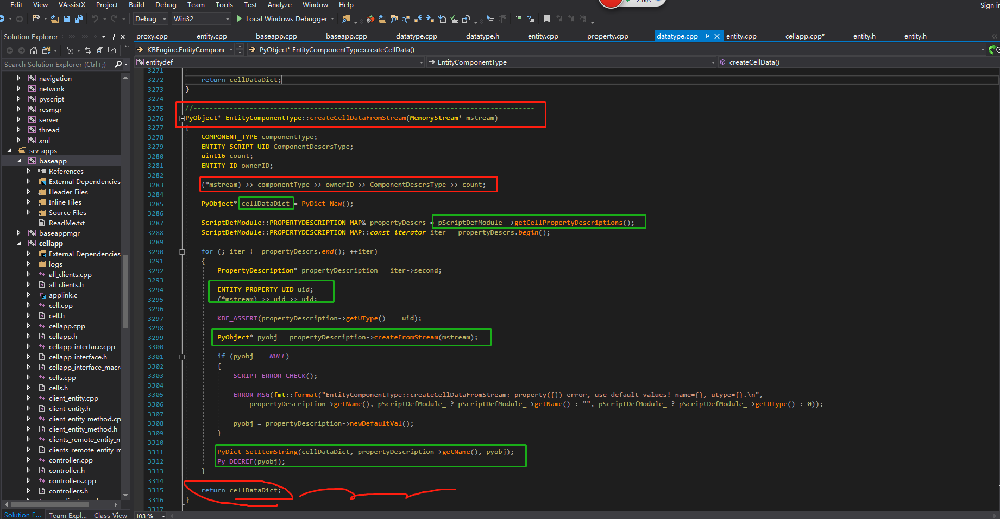 Edit View VAssistX Project Build Debug Team Tools Test Analyze Window Help
2.1K/s
Sign in
Debug Win32 Local Windows Debugger
Solution Explorer
proxy.cpp entity.cpp baseapp.cpp baseapp.cpp datatype.cpp datatype.h entity.cpp property.cpp datatype.cpp entity.cpp cellapp.cpp* entity.h entity.h
KBEngine.EntityCompone PyObject* EntityComponentType::createCellData()
Search Solution Explorer (Ctrl+;)
entitydef EntityComponentType createCellData()
navigation
network
pyscript
resmgr
server
thread
xml
srv-apps
baseapp
References
External Dependencies
Header Files
Inline Files
Source Files
ReadMe.txt
baseappmgr
cellapp
External Dependencies
logs
all_clients.cpp
all_clients.h
applink.c
cell.cpp
cell.h
cellapp.cpp
cellapp.h
cellapp_interface.cpp
cellapp_interface.h
cellapp_interface_macr
cells.cpp
cells.h
client_entity.cpp
client_entity.h
client_entity_method.cp
client_entity_method.h
clients_remote_entity_m
clients_remote_entity_m
controller.cpp
controller.h
controllers.cpp
controllers.h
Solution E... Team Expl... Class View
3271
3272 return cellDataDict;
3273 }
3274
3275 //-------------------------------------------------------------------------------------
3276 PyObject* EntityComponentType::createCellDataFromStream(MemoryStream* mstream)
3277 {
3278 COMPONENT_TYPE componentType;
3279 ENTITY_SCRIPT_UID ComponentDescrsType;
3280 uint16 count;
3281 ENTITY_ID ownerID;
3282
3283 (*mstream) >> componentType >> ownerID >> ComponentDescrsType >> count;
3284
3285 PyObject* cellDataDict = PyDict_New();
3286
3287 ScriptDefModule::PROPERTYDESCRIPTION_MAP& propertyDescrs = pScriptDefModule_->getCellPropertyDescriptions();
3288 ScriptDefModule::PROPERTYDESCRIPTION_MAP::const_iterator iter = propertyDescrs.begin();
3289
3290 for (; iter != propertyDescrs.end(); ++iter)
3291 {
3292 PropertyDescription* propertyDescription = iter->second;
3293
3294 ENTITY_PROPERTY_UID uid;
3295 (*mstream) >> uid >> uid;
3296
3297 KBE_ASSERT(propertyDescription->getUType() == uid);
3298
3299 PyObject* pyobj = propertyDescription->createFromStream(mstream);
3300
3301 if (pyobj == NULL)
3302 {
3303 SCRIPT_ERROR_CHECK();
3304
3305 ERROR_MSG(fmt::format("EntityComponentType::createCellDataFromStream: property({}) error, use default values! name={}, utype={}.\n",
3306 propertyDescription->getName(), pScriptDefModule_ ? pScriptDefModule_->getName() : "", pScriptDefModule_ ? pScriptDefModule_->getUType() : 0));
3307
3308 pyobj = propertyDescription->newDefaultVal();
3309 }
3310
3311 PyDict_SetItemString(cellDataDict, propertyDescription->getName(), pyobj);
3312 Py_DECREF(pyobj);
3313 }
3314
3315 return cellDataDict;
3316 }
3317
103 %